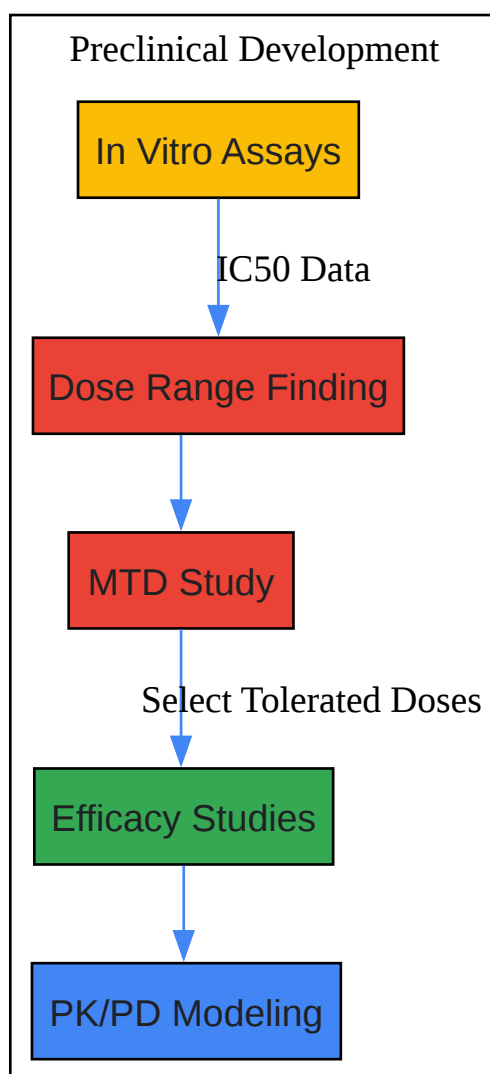 Preclinical Development
In Vitro Assays
IC50 Data
Dose Range Finding
MTD Study
Select Tolerated Doses
Efficacy Studies
PK/PD Modeling